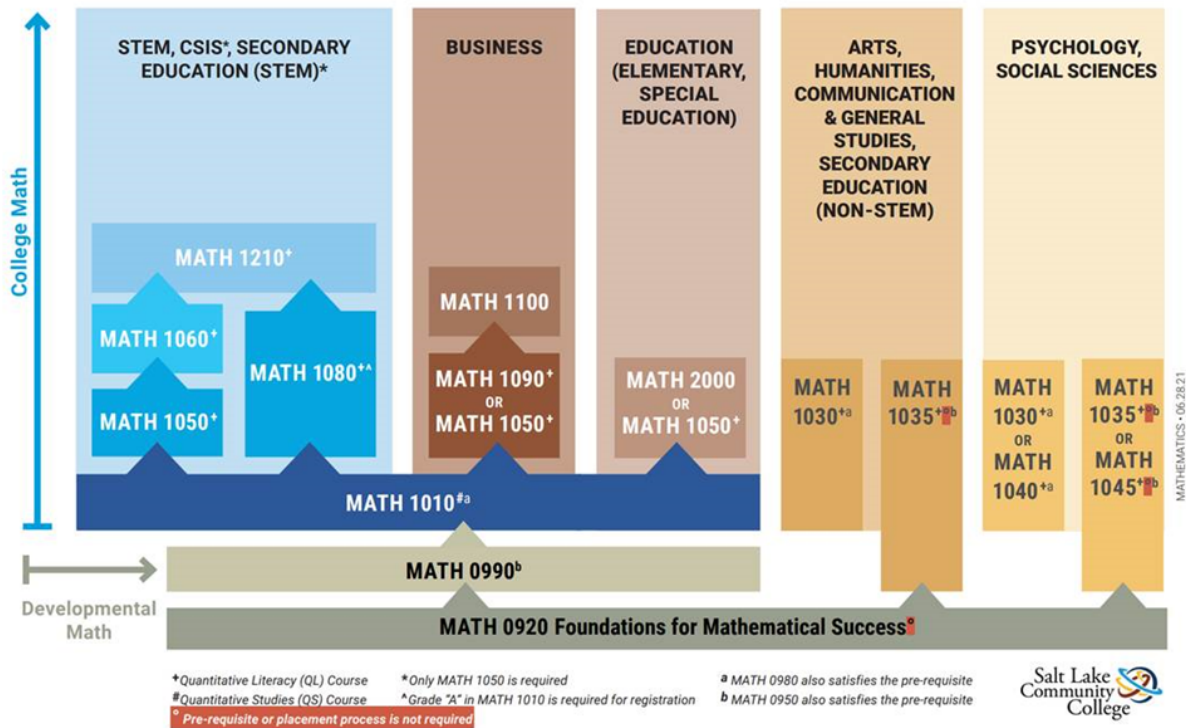 STEM, CSIS*, SECONDARY
EDUCATION (STEM)*
BUSINESS
EDUCATION
(ELEMENTARY,
SPECIAL
EDUCATION)
ARTS,
HUMANITIES,
COMMUNICATION
& GENERAL
STUDIES,
SECONDARY
EDUCATION
(NON-STEM)
PSYCHOLOGY,
SOCIAL SCIENCES
College Math
MATH 1210+
MATH 1060+
MATH 1050+
MATH 1080+^
MATH 1100
MATH 1090+
OR
MATH 1050+
MATH 2000
OR
MATH 1050+
MATH
1030+a
MATH
1035+ºb
MATH
1030+a
OR
MATH
1040+a
MATH
1035+ºb
OR
MATH
1045+ºb
MATH 1010#a
MATH 0990b
Developmental
Math
MATH 0920 Foundations for Mathematical Successº
MATHEMATICS • 06.28.21
+Quantitative Literacy (QL) Course
*Only MATH 1050 is required
a MATH 0980 also satisfies the pre-requisite
#Quantitative Studies (QS) Course
^Grade "A" in MATH 1010 is required for registration
b MATH 0950 also satisfies the pre-requisite
º Pre-requisite or placement process is not required
Salt Lake
Community
College